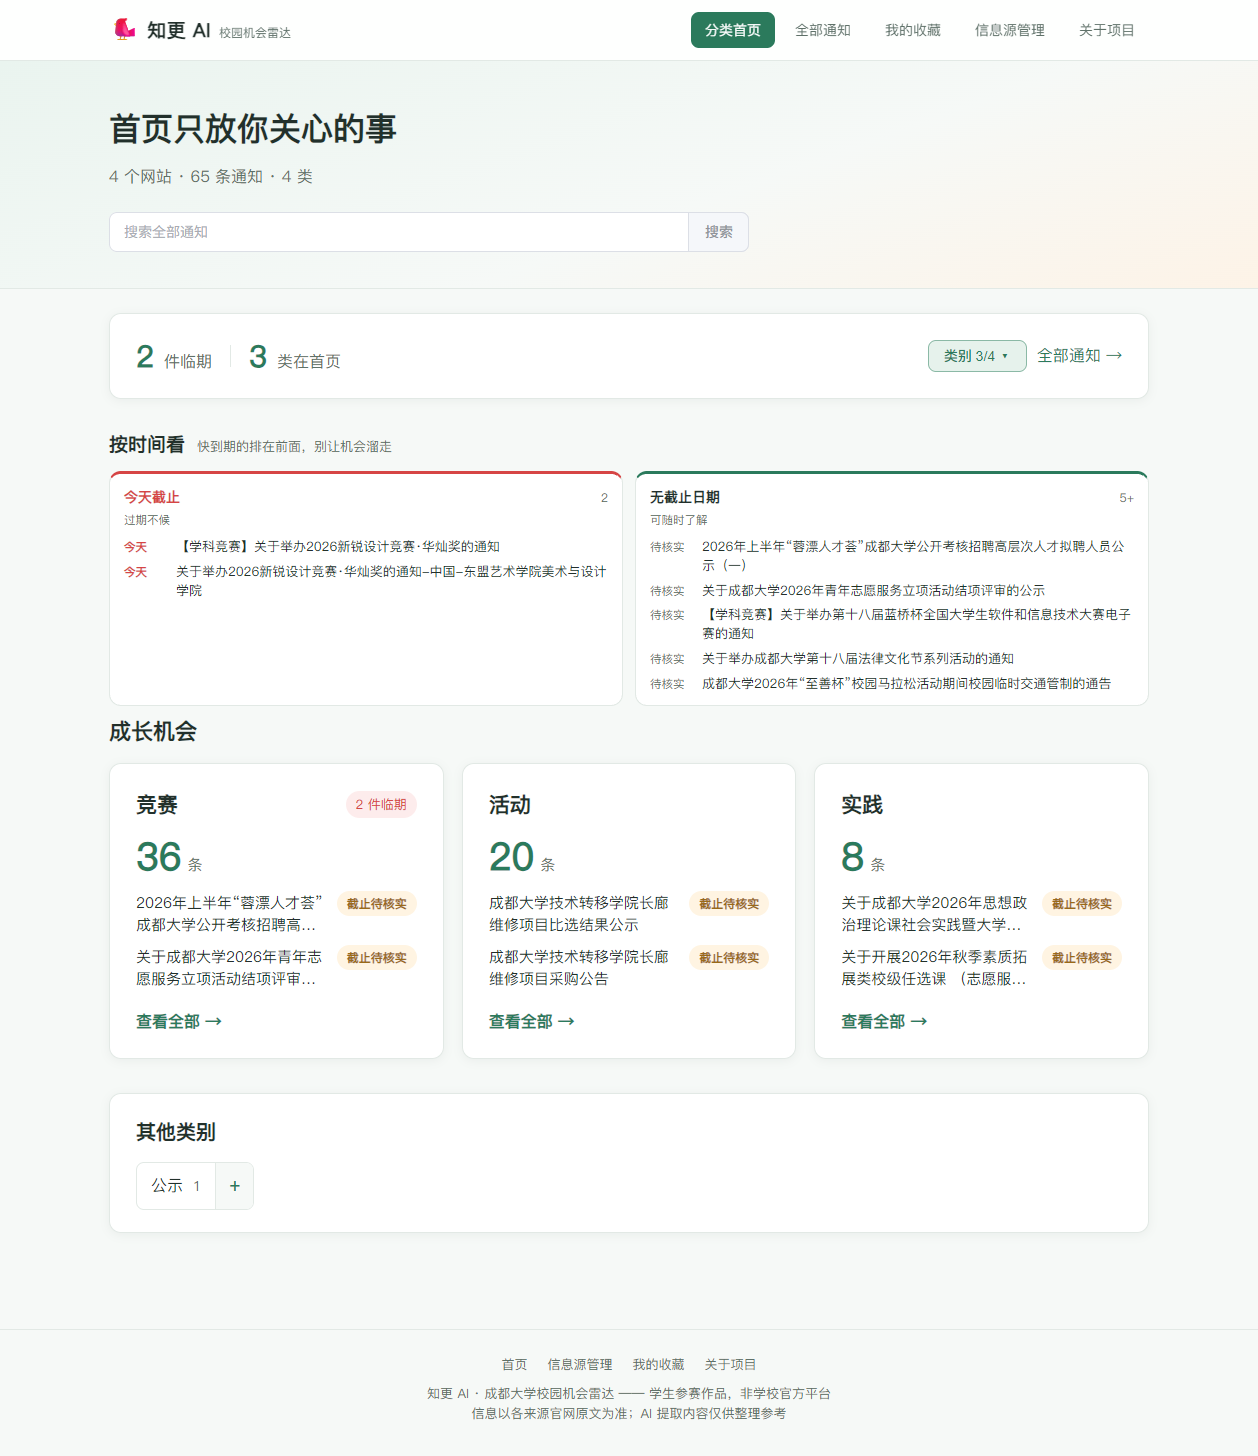 知更 AI 校园机会雷达
分类首页 全部通知 我的收藏 信息源管理 关于项目
首页只放你关心的事
4 个网站 · 65 条通知 · 4 类
搜索全部通知 搜索
2 件临期 3 类在首页 类别 3/4 ▾ 全部通知 →
按时间看 快到期的排在前面，别让机会溜走
今天截止 2
过期不候
今天 【学科竞赛】关于举办2026新锐设计竞赛·华灿奖的通知
今天 关于举办2026新锐设计竞赛·华灿奖的通知-中国-东盟艺术学院美术与设计
学院
无截止日期 5+
可随时了解
待核实 2026年上半年“蓉漂人才荟”成都大学公开考核招聘高层次人才拟聘人员公
示（一）
待核实 关于成都大学2026年青年志愿服务立项活动结项评审的公示
待核实 【学科竞赛】关于举办第十八届蓝桥杯全国大学生软件和信息技术大赛电子
赛的通知
待核实 关于举办成都大学第十八届法律文化节系列活动的通知
待核实 成都大学2026年“至善杯”校园马拉松活动期间校园临时交通管制的通告
成长机会
竞赛 2 件临期
36 条
2026年上半年“蓉漂人才荟” 截止待核实
成都大学公开考核招聘高...
关于成都大学2026年青年志 截止待核实
愿服务立项活动结项评审...
查看全部 →
活动
20 条
成都大学技术转移学院长廊 截止待核实
维修项目比选结果公示
成都大学技术转移学院长廊 截止待核实
维修项目采购公告
查看全部 →
实践
8 条
关于成都大学2026年思想政 截止待核实
治理论课社会实践暨大学...
关于开展2026年秋季素质拓 截止待核实
展类校级任选课 （志愿服...
查看全部 →
其他类别
公示 1 +
首页 信息源管理 我的收藏 关于项目
知更 AI · 成都大学校园机会雷达 —— 学生参赛作品，非学校官方平台
信息以各来源官网原文为准；AI 提取内容仅供整理参考